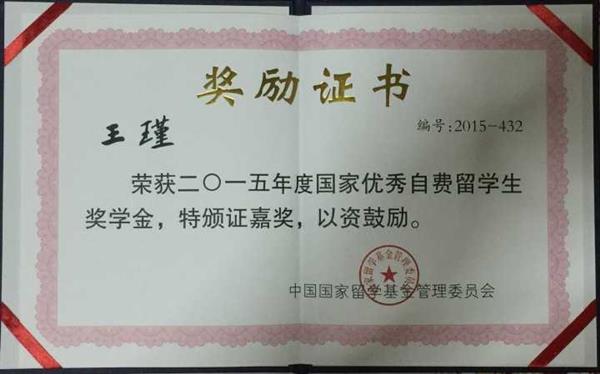 奖励证书
王瑾
编号:2015-432
荣获二〇一五年度国家优秀自费留学生
奖学金，特颁证嘉奖，以资鼓励。
中国国家留学基金管理委员会